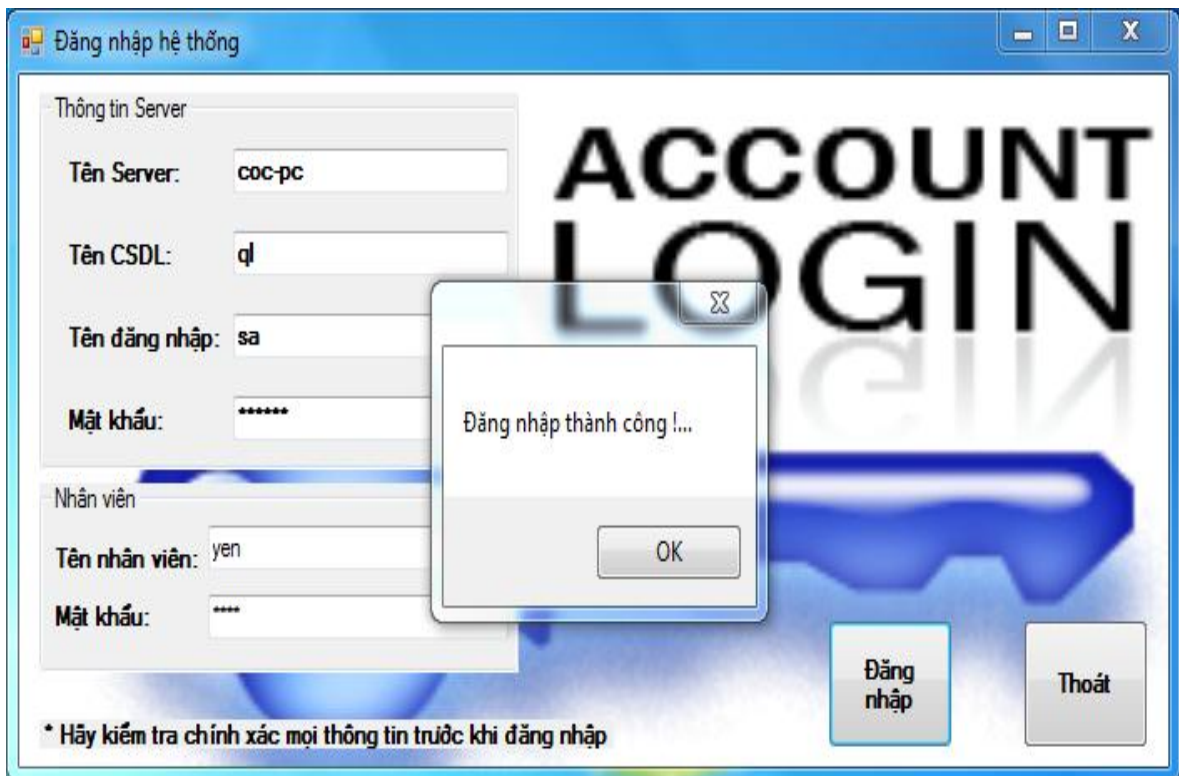 Đăng nhập hệ thống
Thông tin Server
Tên Server: coc-pc
Tên CSDL: ql
Tên đăng nhập: sa
Mật khẩu: ******
Nhân viên
Tên nhân viên: yen
Mật khẩu: ****
* Hãy kiểm tra chính xác mọi thông tin trước khi đăng nhập
ACCOUNT
LOGIN
Đăng nhập thành công !...
OK
Đăng
nhập
Thoát